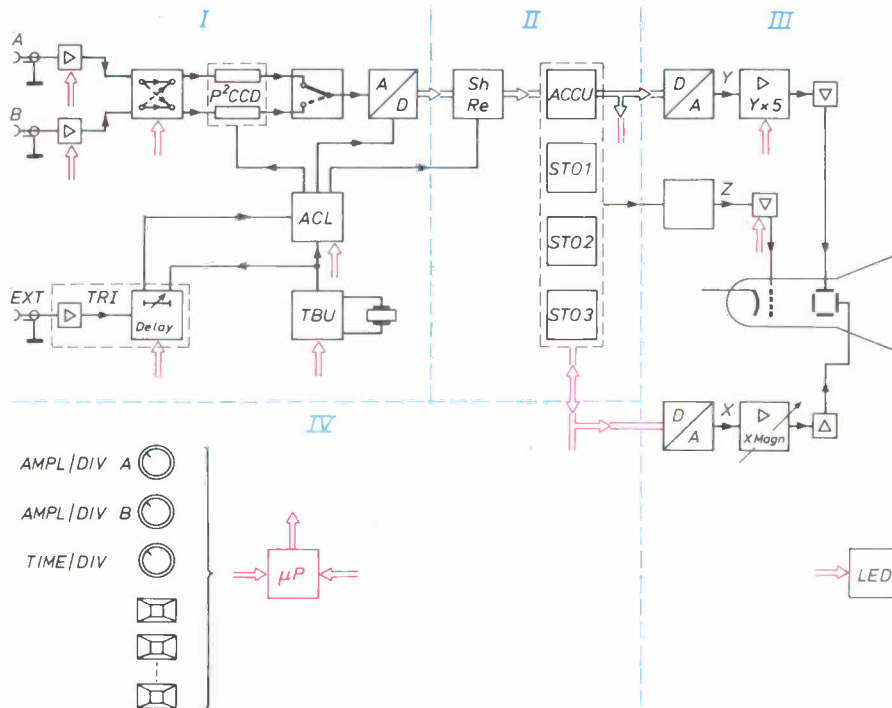 I
II
III
A
B
P²CCD
A
D
Sh
Re
ACCU
D
A
Y
Y x 5
STO1
STO2
STO3
Z
ACL
EXT
TRI
Delay
TBU
D
A
X
X Magn
IV
AMPL/DIV A
AMPL/DIV B
TIME/DIV
μP
LED